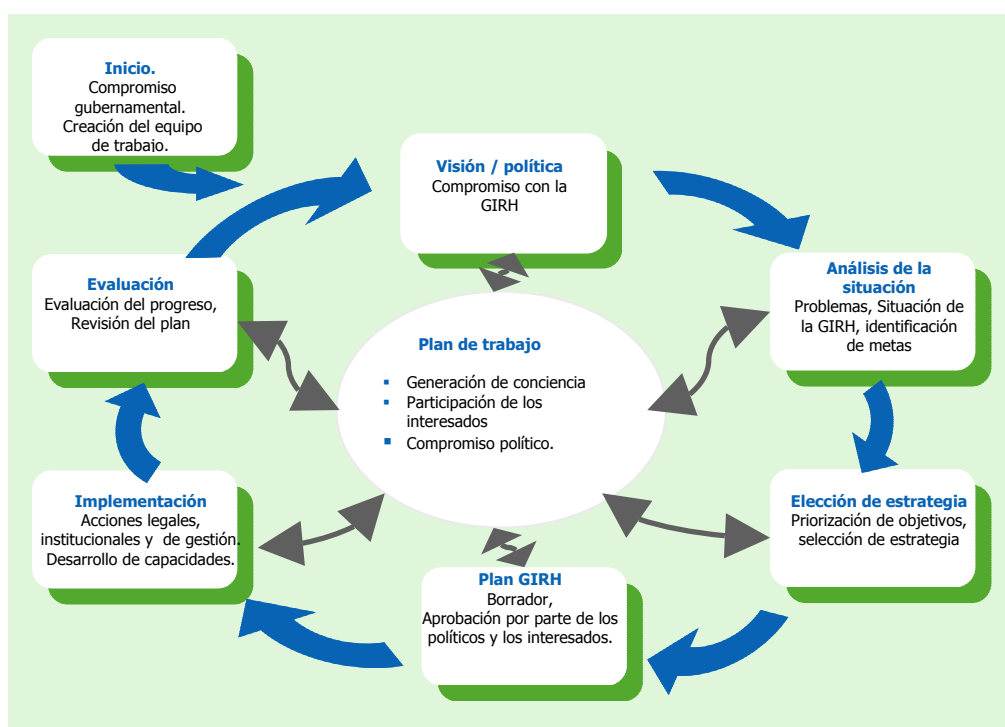 Inicio.
Compromiso
gubernamental.
Creación del equipo
de trabajo.
Visión / política
Compromiso con la
GIRH
Análisis de la
situación
Problemas, Situación de
la GIRH, identificación
de metas
Elección de estrategia
Priorización de objetivos,
selección de estrategia
Plan GIRH
Borrador,
Aprobación por parte de los
políticos y los interesados.
Implementación
Acciones legales,
institucionales y de gestión.
Desarrollo de capacidades.
Evaluación
Evaluación del progreso,
Revisión del plan
Plan de trabajo
▪ Generación de conciencia
▪ Participación de los
interesados
▪ Compromiso político.